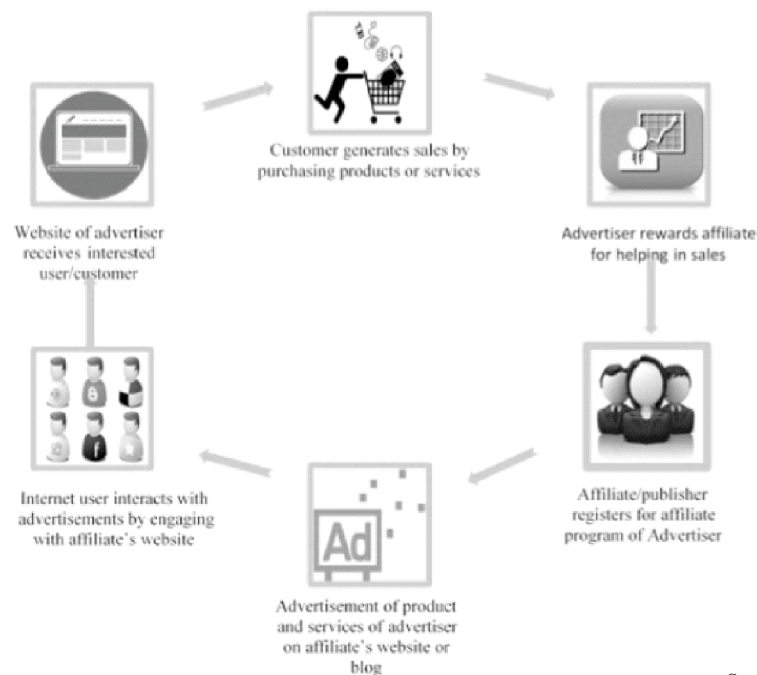 Customer generates sales by
purchasing products or services
Website of advertiser
receives interested
user/customer
Advertiser rewards affiliate
for helping in sales
Internet user interacts with
advertisements by engaging
with affiliate's website
Affiliate/publisher
registers for affiliate
program of Advertiser
Ad
Advertisement of product
and services of advertiser
on affiliate's website or
blog